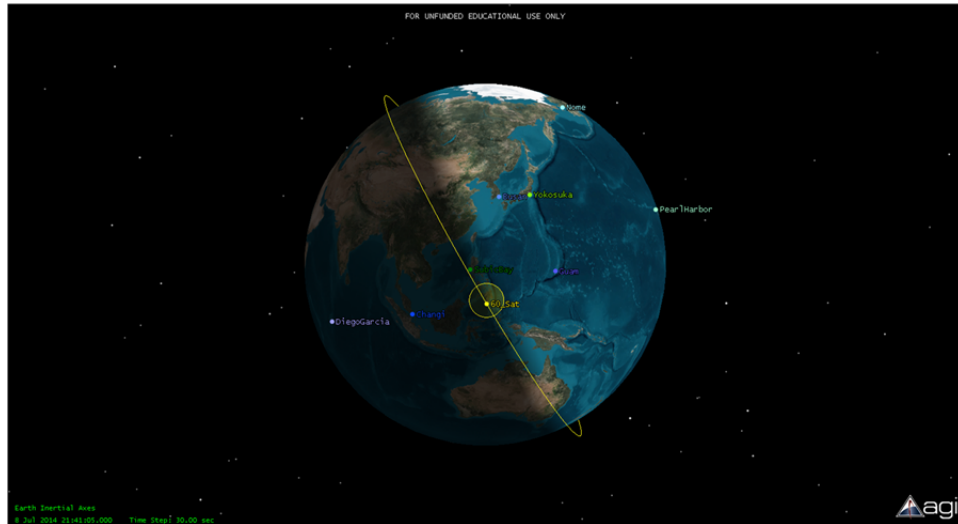 FOR UNFUNDED EDUCATIONAL USE ONLY
Nome
Yokosuka
PearlHarbor
Guam
60_Sat
Changi
DiegoGarcia
Earth Inertial Axes
8 Jul 2014 21:41:05.000 Time Step: 30.00 sec
agi